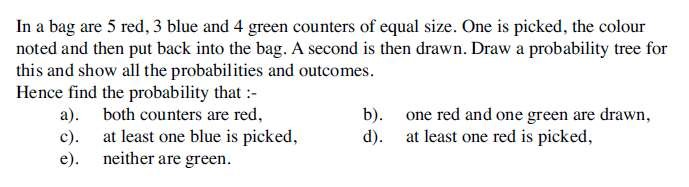 In a bag are 5 red, 3 blue and 4 green counters of equal size. One is picked, the colour
noted and then put back into the bag. A second is then drawn. Draw a probability tree for
this and show all the probabilities and outcomes.
Hence find the probability that :-
a). both counters are red, b). one red and one green are drawn,
c). at least one blue is picked, d). at least one red is picked,
e). neither are green.